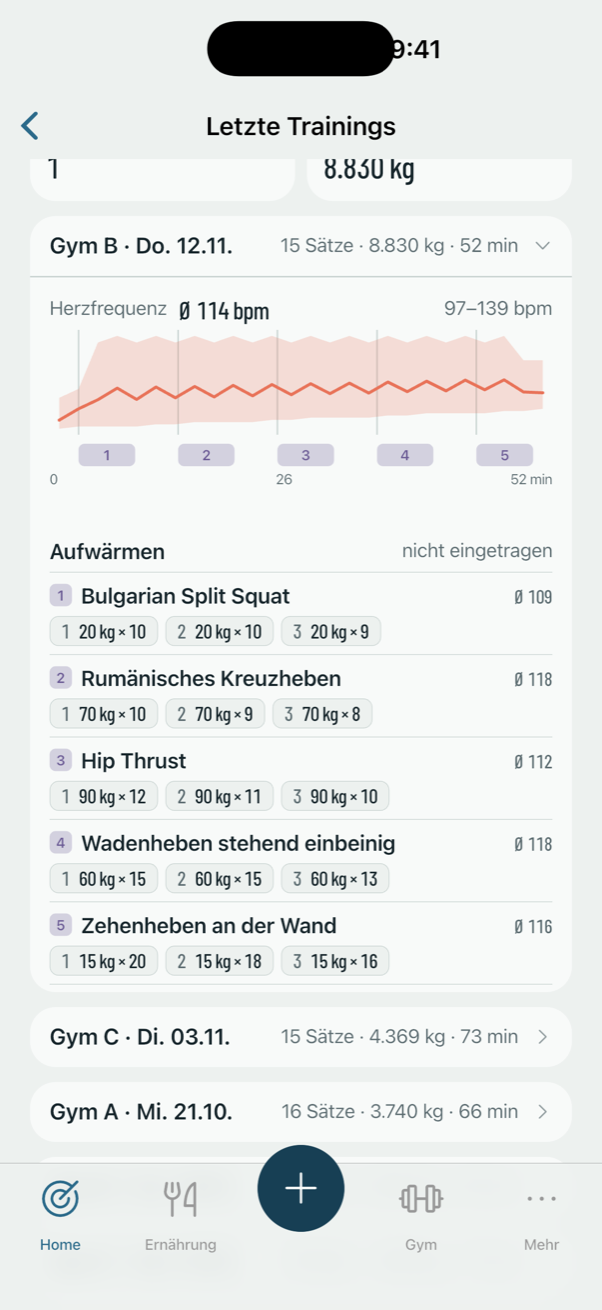 9:41
Letzte Trainings
1 8.830 kg
Gym B · Do. 12.11. 15 Sätze · 8.830 kg · 52 min
Herzfrequenz Ø 114 bpm 97–139 bpm
1 2 3 4 5
0 26 52 min
Aufwärmen nicht eingetragen
1 Bulgarian Split Squat Ø 109
1 20 kg × 10 2 20 kg × 10 3 20 kg × 9
2 Rumänisches Kreuzheben Ø 118
1 70 kg × 10 2 70 kg × 9 3 70 kg × 8
3 Hip Thrust Ø 112
1 90 kg × 12 2 90 kg × 11 3 90 kg × 10
4 Wadenheben stehend einbeinig Ø 118
1 60 kg × 15 2 60 kg × 15 3 60 kg × 13
5 Zehenheben an der Wand Ø 116
1 15 kg × 20 2 15 kg × 18 3 15 kg × 16
Gym C · Di. 03.11. 15 Sätze · 4.369 kg · 73 min
Gym A · Mi. 21.10. 16 Sätze · 3.740 kg · 66 min
Home Ernährung Gym Mehr